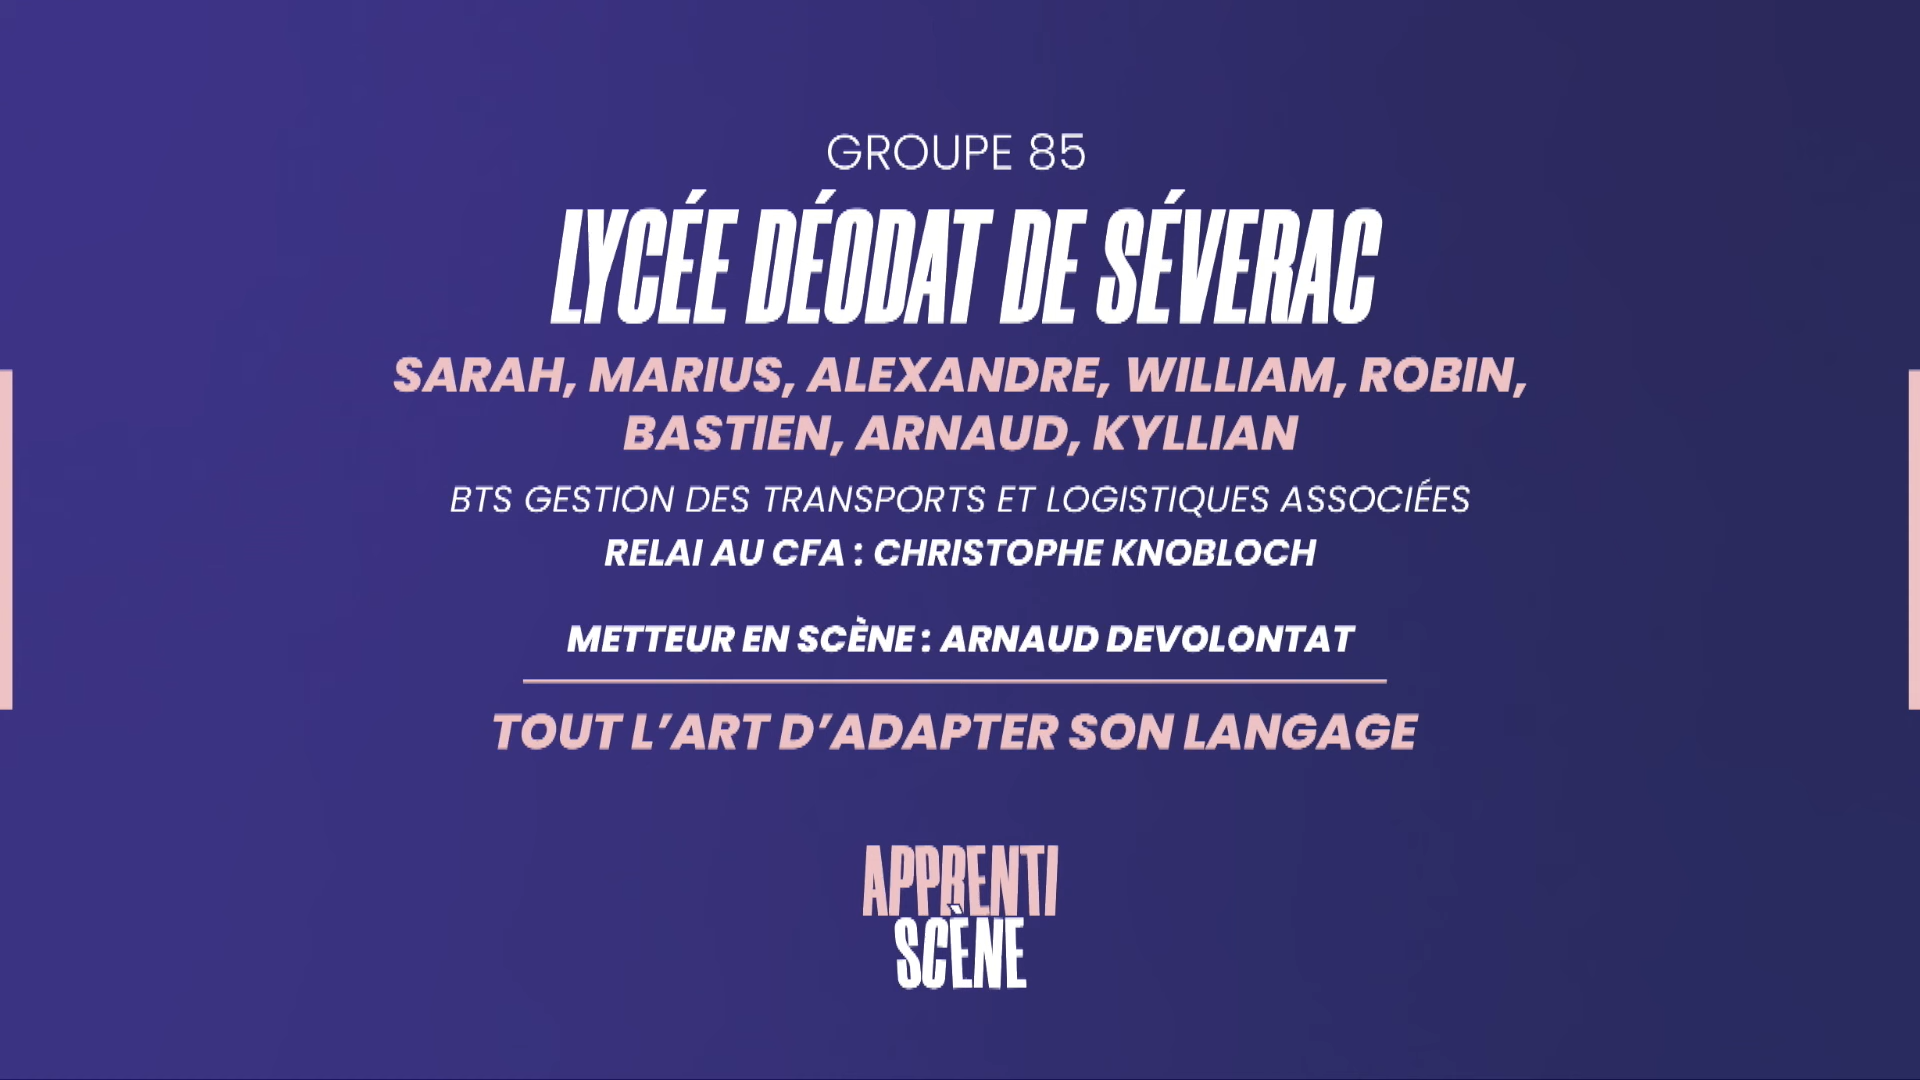 GROUPE 85
LYCÉE DÉODAT DE SÉVERAC
SARAH, MARIUS, ALEXANDRE, WILLIAM, ROBIN,
BASTIEN, ARNAUD, KYLLIAN
BTS GESTION DES TRANSPORTS ET LOGISTIQUES ASSOCIÉES
RELAI AU CFA : CHRISTOPHE KNOBLOCH
METTEUR EN SCÈNE : ARNAUD DEVOLONTAT
TOUT L’ART D’ADAPTER SON LANGAGE
APPRENTI
SCÈNE